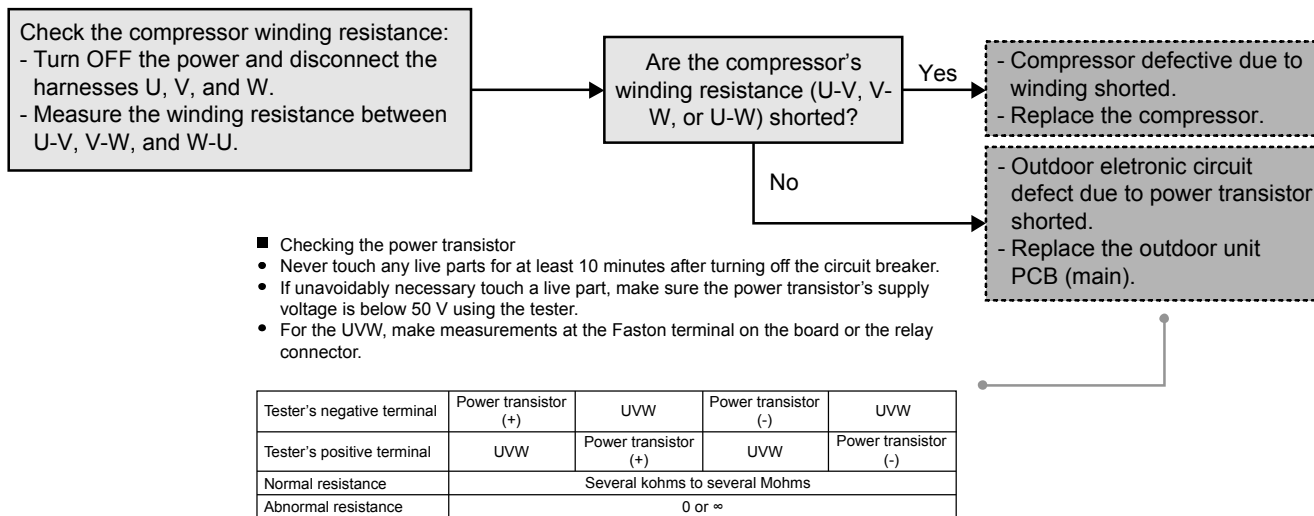 Check the compressor winding resistance:
- Turn OFF the power and disconnect the
harnesses U, V, and W.
- Measure the winding resistance between
U-V, V-W, and W-U.
Are the compressor's
winding resistance (U-V, V-
W, or U-W) shorted?
Yes
- Compressor defective due to
winding shorted.
- Replace the compressor.
No
- Outdoor eletronic circuit
defect due to power transistor
shorted.
- Replace the outdoor unit
PCB (main).
■ Checking the power transistor
• Never touch any live parts for at least 10 minutes after turning off the circuit breaker.
• If unavoidably necessary touch a live part, make sure the power transistor's supply
voltage is below 50 V using the tester.
• For the UVW, make measurements at the Faston terminal on the board or the relay
connector.
Tester's negative terminal Power transistor (+) UVW Power transistor (-) UVW
Tester's positive terminal UVW Power transistor (+) UVW Power transistor (-)
Normal resistance Several kohms to several Mohms
Abnormal resistance 0 or ∞